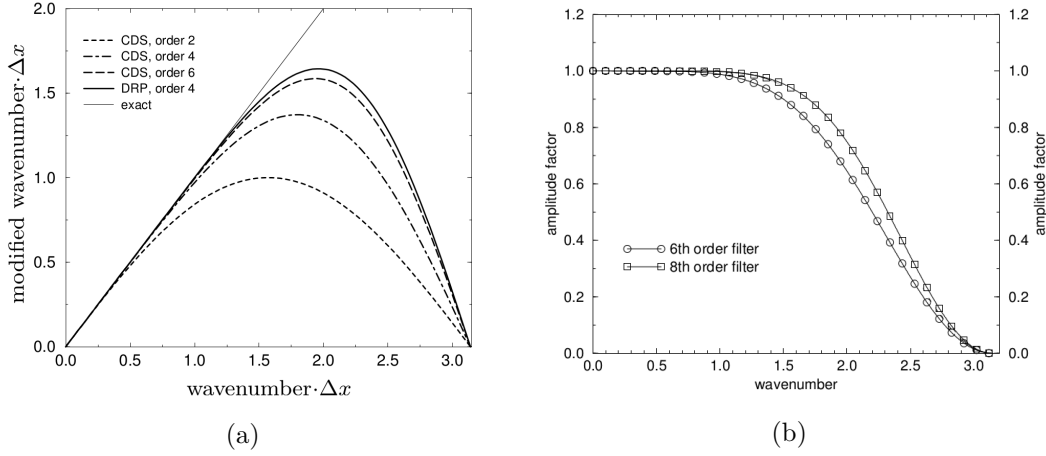 2.0
1.5
1.0
0.5
0.0
modified wavenumber·Δx
CDS, order 2
CDS, order 4
CDS, order 6
DRP, order 4
exact
0.0 0.5 1.0 1.5 2.0 2.5 3.0
wavenumber·Δx
(a)
1.2
1.0
0.8
0.6
0.4
0.2
0.0
amplitude factor
6th order filter
8th order filter
0.0 0.5 1.0 1.5 2.0 2.5 3.0
wavenumber
1.2
1.0
0.8
0.6
0.4
0.2
0.0
amplitude factor
(b)